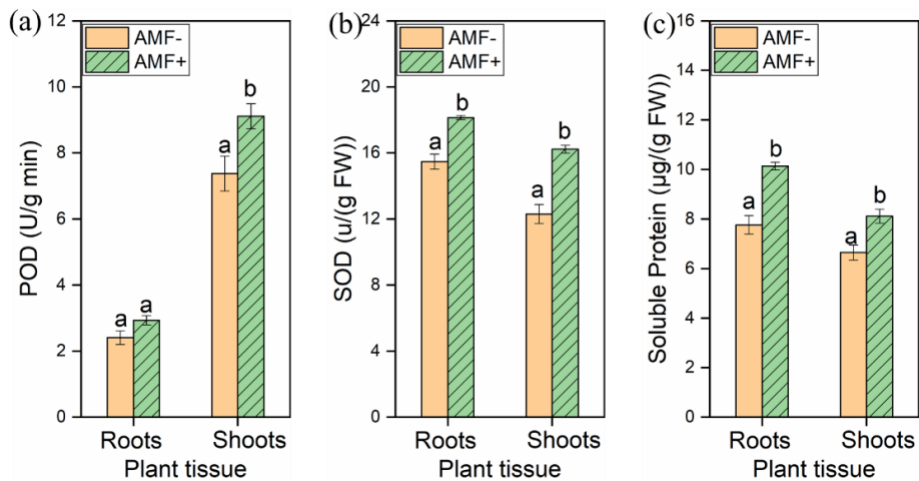 (a)
12
10
8
6
4
2
0
POD (U/g min)
AMF-
AMF+
a
a
a
b
Roots
Shoots
Plant tissue
(b)
24
20
16
12
8
4
0
SOD (u/(g FW))
AMF-
AMF+
a
b
a
b
Roots
Shoots
Plant tissue
(c)
16
14
12
10
8
6
4
2
0
Soluble Protein (μg/(g FW))
AMF-
AMF+
a
b
a
b
Roots
Shoots
Plant tissue